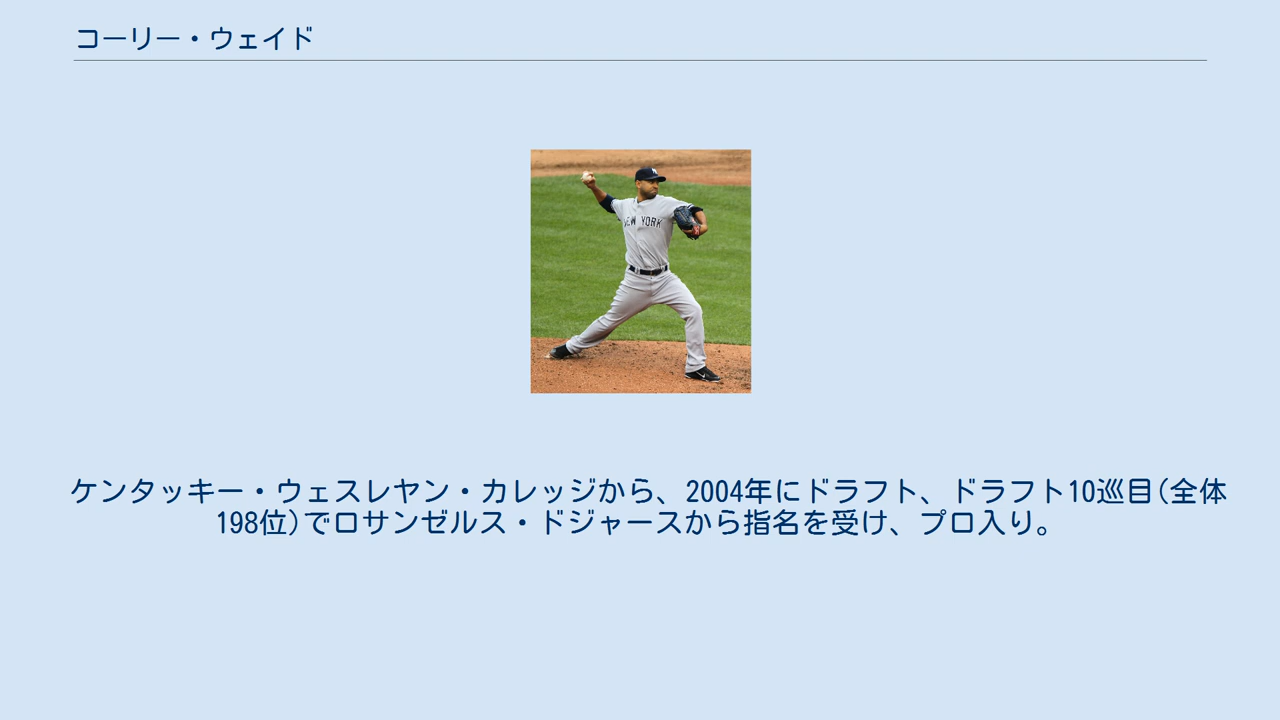 コーリー・ウェイド
NEW YORK
ケンタッキー・ウェスレヤン・カレッジから、2004年にドラフト、ドラフト10巡目(全体
198位)でロサンゼルス・ドジャースから指名を受け、プロ入り。